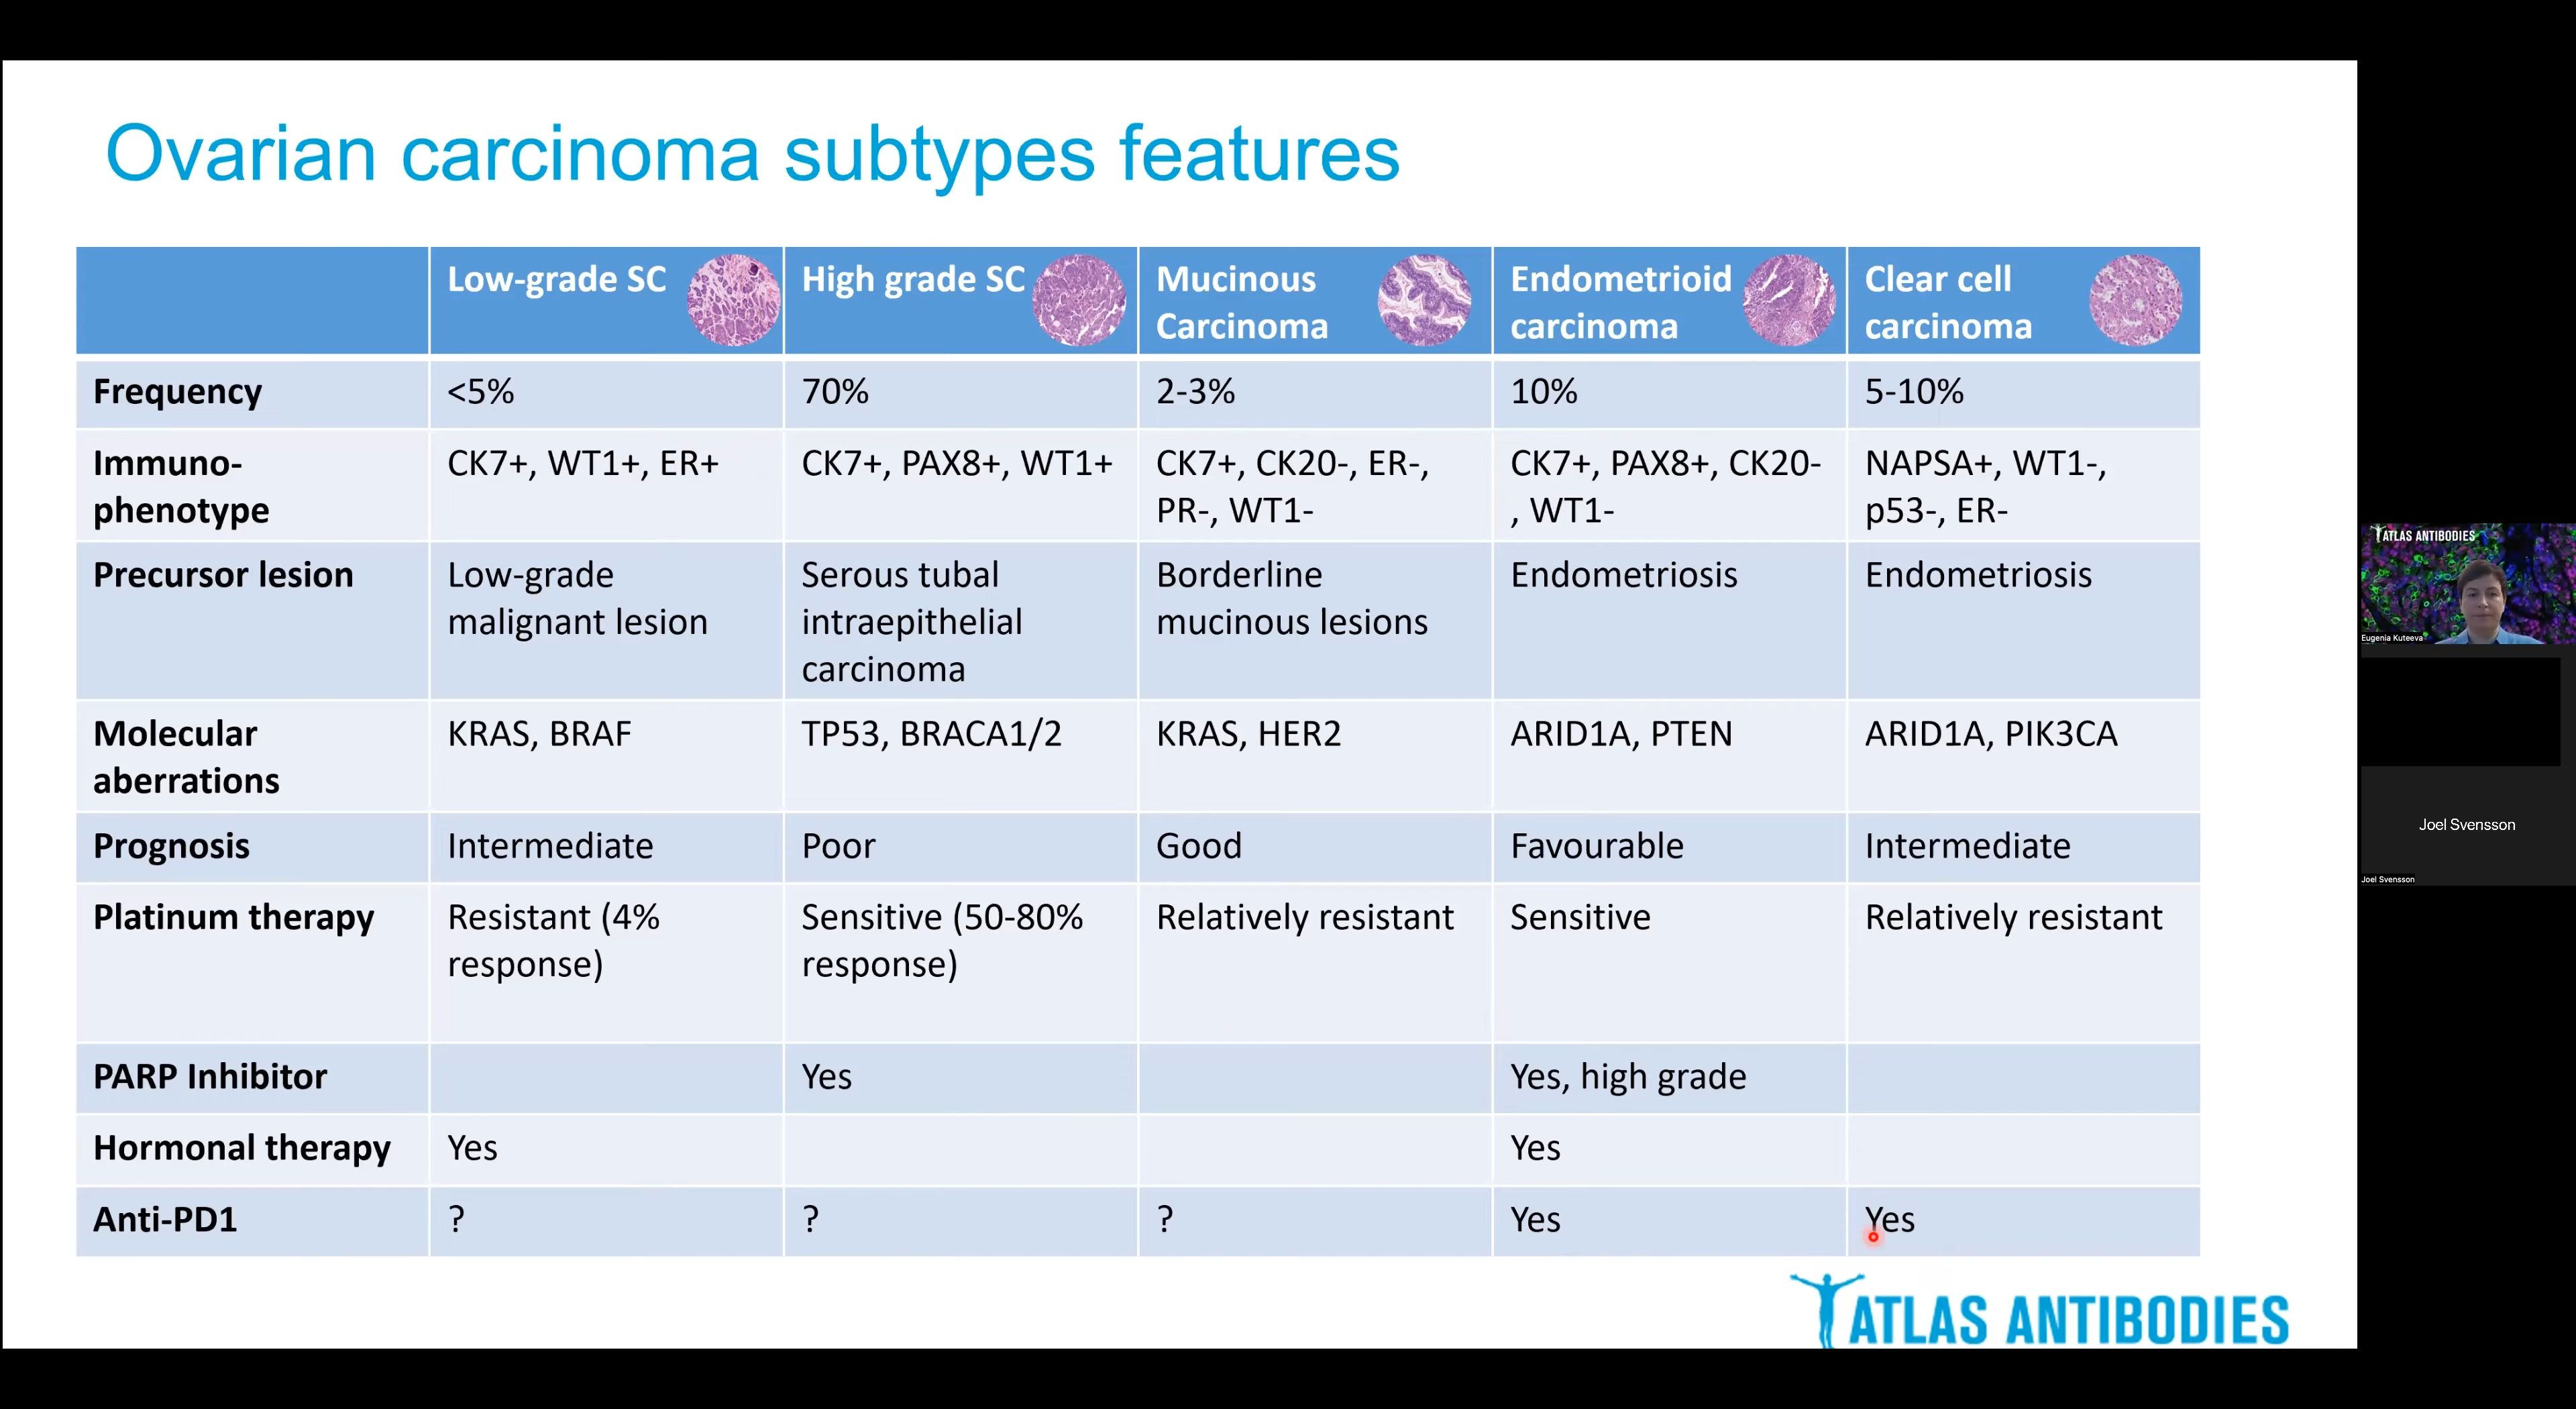 Ovarian carcinoma subtypes features
Low-grade SC
High grade SC
Mucinous
Carcinoma
Endometrioid
carcinoma
Clear cell
carcinoma
Frequency
<5%
70%
2-3%
10%
5-10%
Immuno-
phenotype
CK7+, WT1+, ER+
CK7+, PAX8+, WT1+
CK7+, CK20-, ER-,
PR-, WT1-
CK7+, PAX8+, CK20-
, WT1-
NAPSA+, WT1-,
p53-, ER-
Precursor lesion
Low-grade
malignant lesion
Serous tubal
intraepithelial
carcinoma
Borderline
mucinous lesions
Endometriosis
Endometriosis
Molecular
aberrations
KRAS, BRAF
TP53, BRACA1/2
KRAS, HER2
ARID1A, PTEN
ARID1A, PIK3CA
Prognosis
Intermediate
Poor
Good
Favourable
Intermediate
Platinum therapy
Resistant (4%
response)
Sensitive (50-80%
response)
Relatively resistant
Sensitive
Relatively resistant
PARP Inhibitor
Yes
Yes, high grade
Hormonal therapy
Yes
Yes
Anti-PD1
?
?
?
Yes
Yes
ATLAS ANTIBODIES
ATLAS ANTIBODIES
Eugenia Kuteeva
Joel Svensson
Joel Svensson